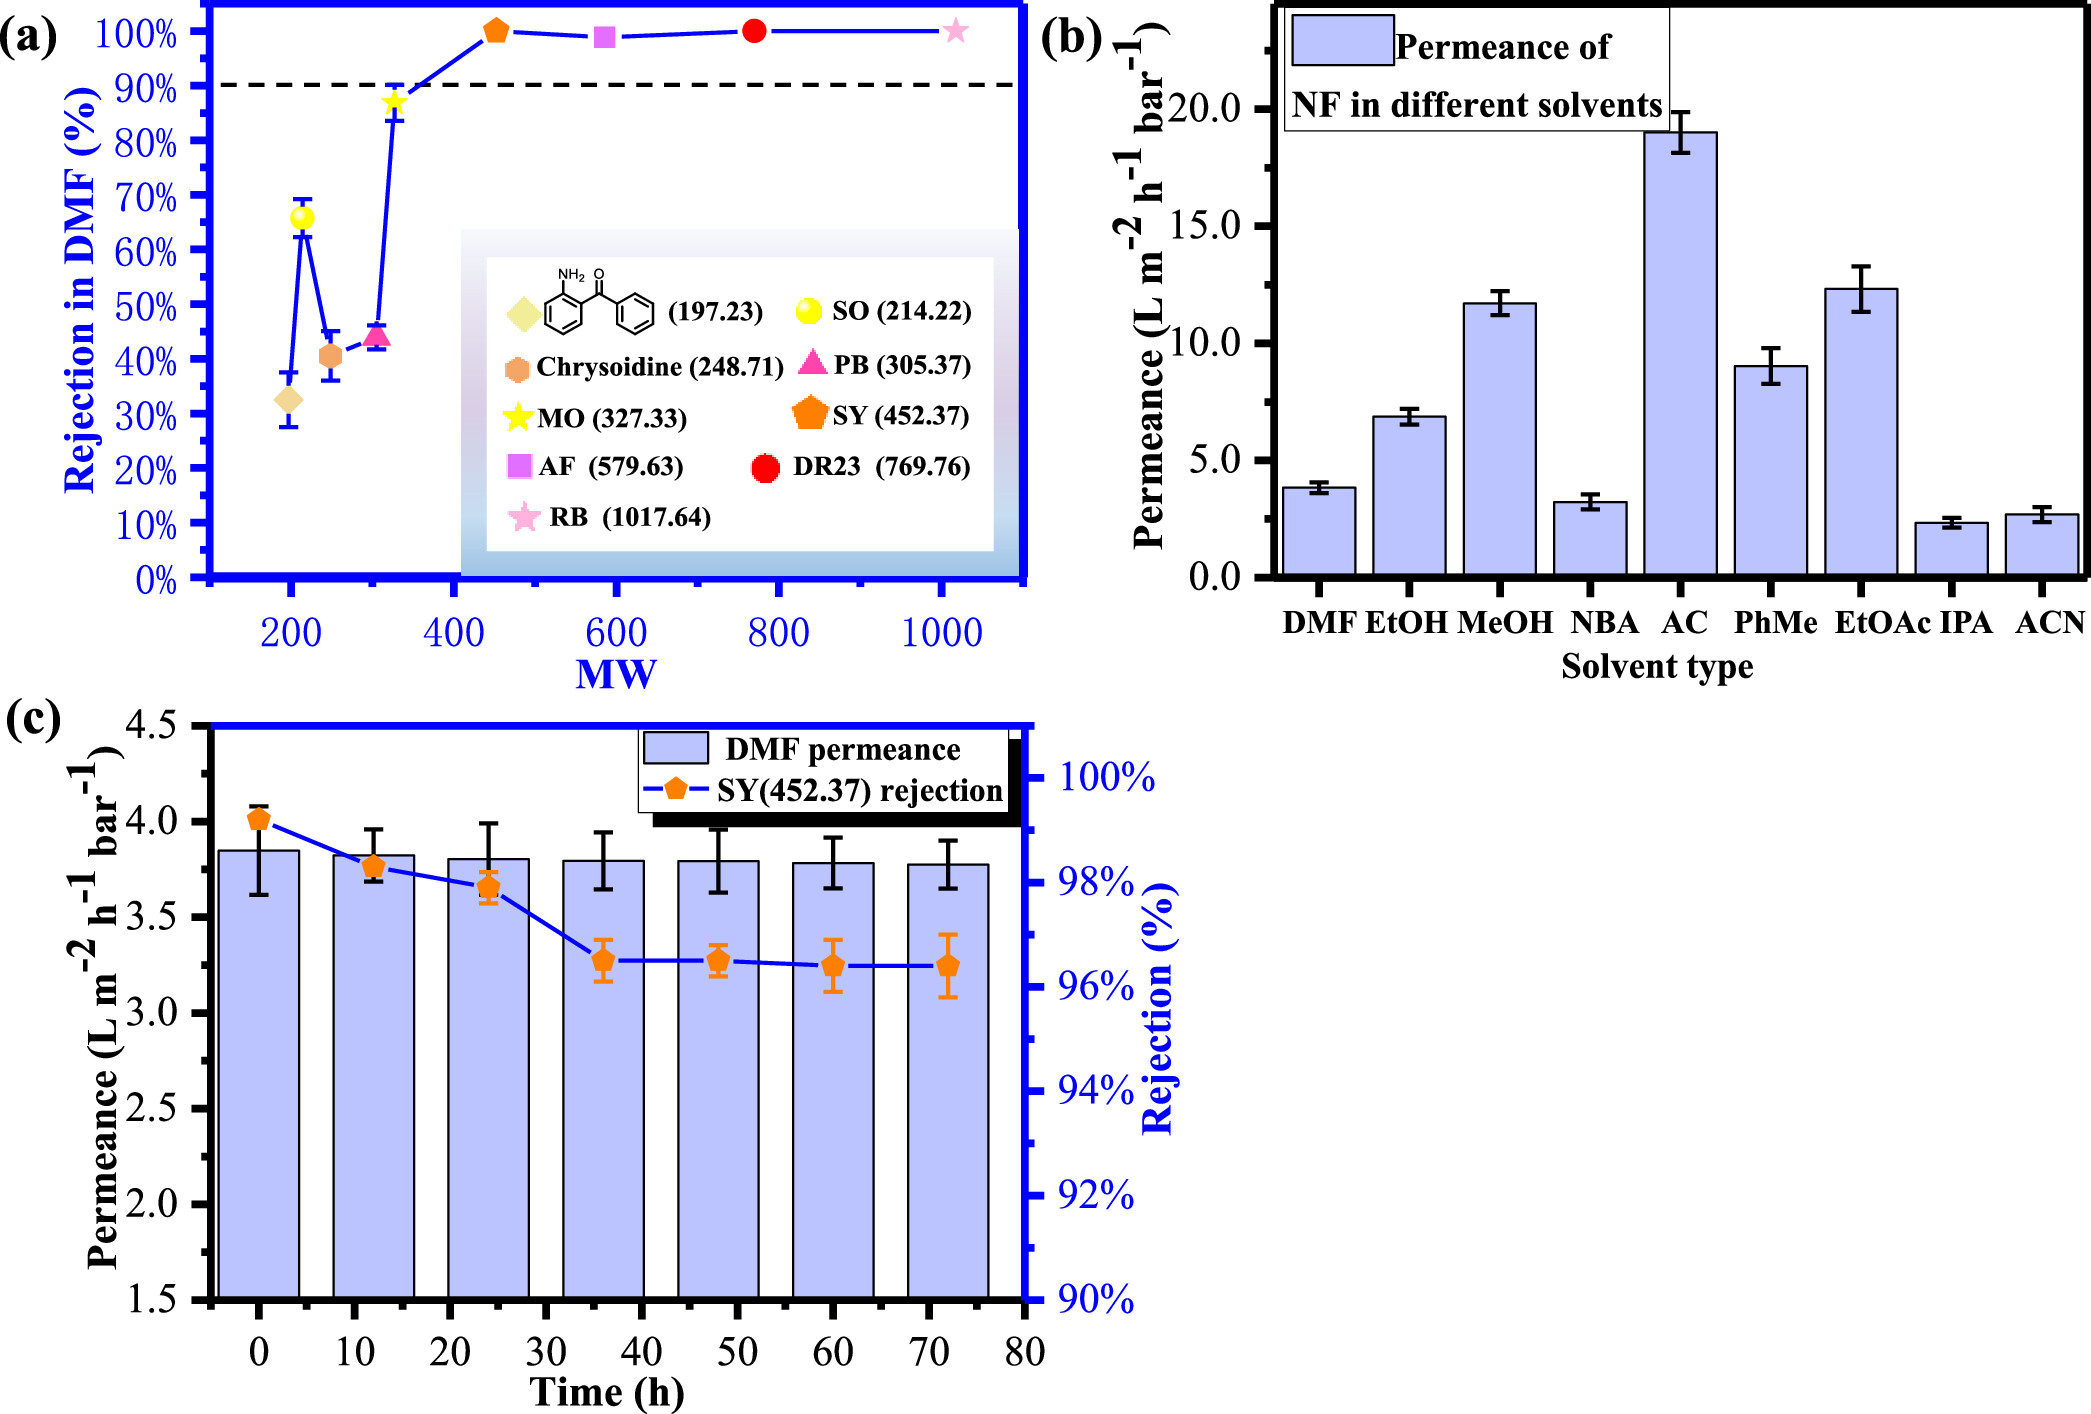 (a)
Rejection in DMF (%)
100%
90%
80%
70%
60%
50%
40%
30%
20%
10%
0%
NH₂ O
(197.23)
SO (214.22)
Chrysoidine (248.71)
PB (305.37)
MO (327.33)
SY (452.37)
AF (579.63)
DR23 (769.76)
RB (1017.64)
200 400 600 800 1000
MW
(b)
Permeance (L m⁻² h⁻¹ bar⁻¹)
Permeance of
NF in different solvents
20.0
15.0
10.0
5.0
0.0
DMF EtOH MeOH NBA AC PhMe EtOAc IPA ACN
Solvent type
(c)
Permeance (L m⁻² h⁻¹ bar⁻¹)
4.5
4.0
3.5
3.0
2.5
2.0
1.5
DMF permeance
SY(452.37) rejection
100%
98%
96%
94%
92%
90%
Rejection (%)
0 10 20 30 40 50 60 70 80
Time (h)